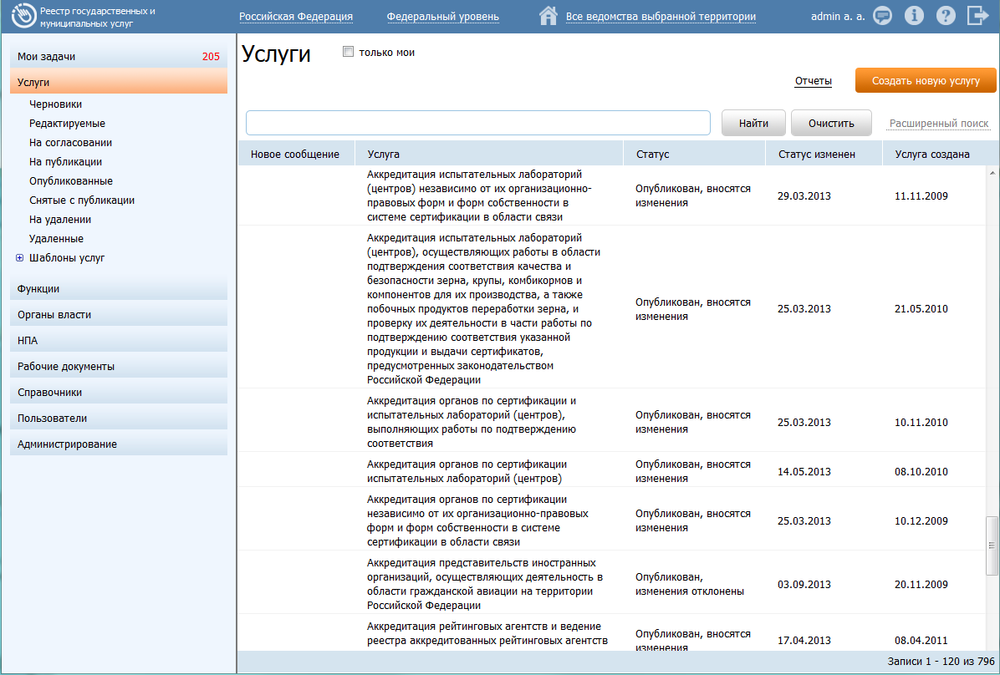 Реестр государственных и
муниципальных услуг
Российская Федерация
Федеральный уровень
Все ведомства выбранной территории
admin a. a.
Мои задачи 205
Услуги
Черновики
Редактируемые
На согласовании
На публикации
Опубликованные
Снятые с публикации
На удалении
Удаленные
Шаблоны услуг
Функции
Органы власти
НПА
Рабочие документы
Справочники
Пользователи
Администрирование
Услуги
только мои
Отчеты
Создать новую услугу
Найти
Очистить
Расширенный поиск
Новое сообщение Услуга Статус Статус изменен Услуга создана
Аккредитация испытательных лабораторий
(центров) независимо от их организационно-
правовых форм и форм собственности в
системе сертификации в области связи
Опубликован, вносятся
изменения
29.03.2013
11.11.2009
Аккредитация испытательных лабораторий
(центров), осуществляющих работы в области
подтверждения соответствия качества и
безопасности зерна, крупы, комбикормов и
компонентов для их производства, а также
побочных продуктов переработки зерна, и
проверку их деятельности в части работы по
подтверждению соответствия указанной
продукции и выдачи сертификатов,
предусмотренных законодательством
Российской Федерации
Опубликован, вносятся
изменения
25.03.2013
21.05.2010
Аккредитация органов по сертификации и
испытательных лабораторий (центров),
выполняющих работы по подтверждению
соответствия
Опубликован, вносятся
изменения
25.03.2013
10.11.2010
Аккредитация органов по сертификации
испытательных лабораторий (центров)
Опубликован, вносятся
изменения
14.05.2013
08.10.2010
Аккредитация органов по сертификации
независимо от их организационно-правовых
форм и форм собственности в системе
сертификации в области связи
Опубликован, вносятся
изменения
25.03.2013
10.12.2009
Аккредитация представительств иностранных
организаций, осуществляющих деятельность в
области гражданской авиации на территории
Российской Федерации
Опубликован,
изменения отклонены
03.09.2013
20.11.2009
Аккредитация рейтинговых агентств и ведение
реестра аккредитованных рейтинговых агентств
Опубликован, вносятся
изменения
17.04.2013
08.04.2011
Записи 1 - 120 из 796